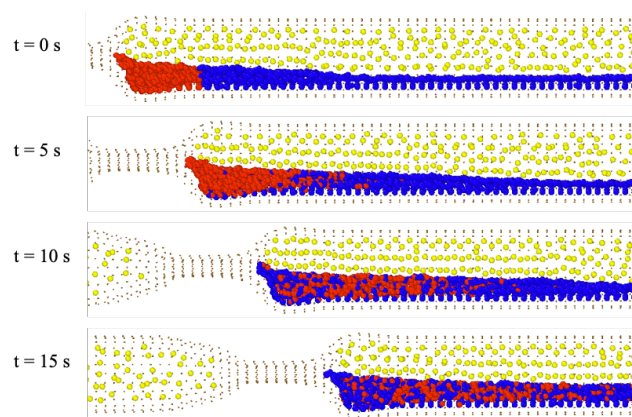 t = 0 s
t = 5 s
t = 10 s
t = 15 s